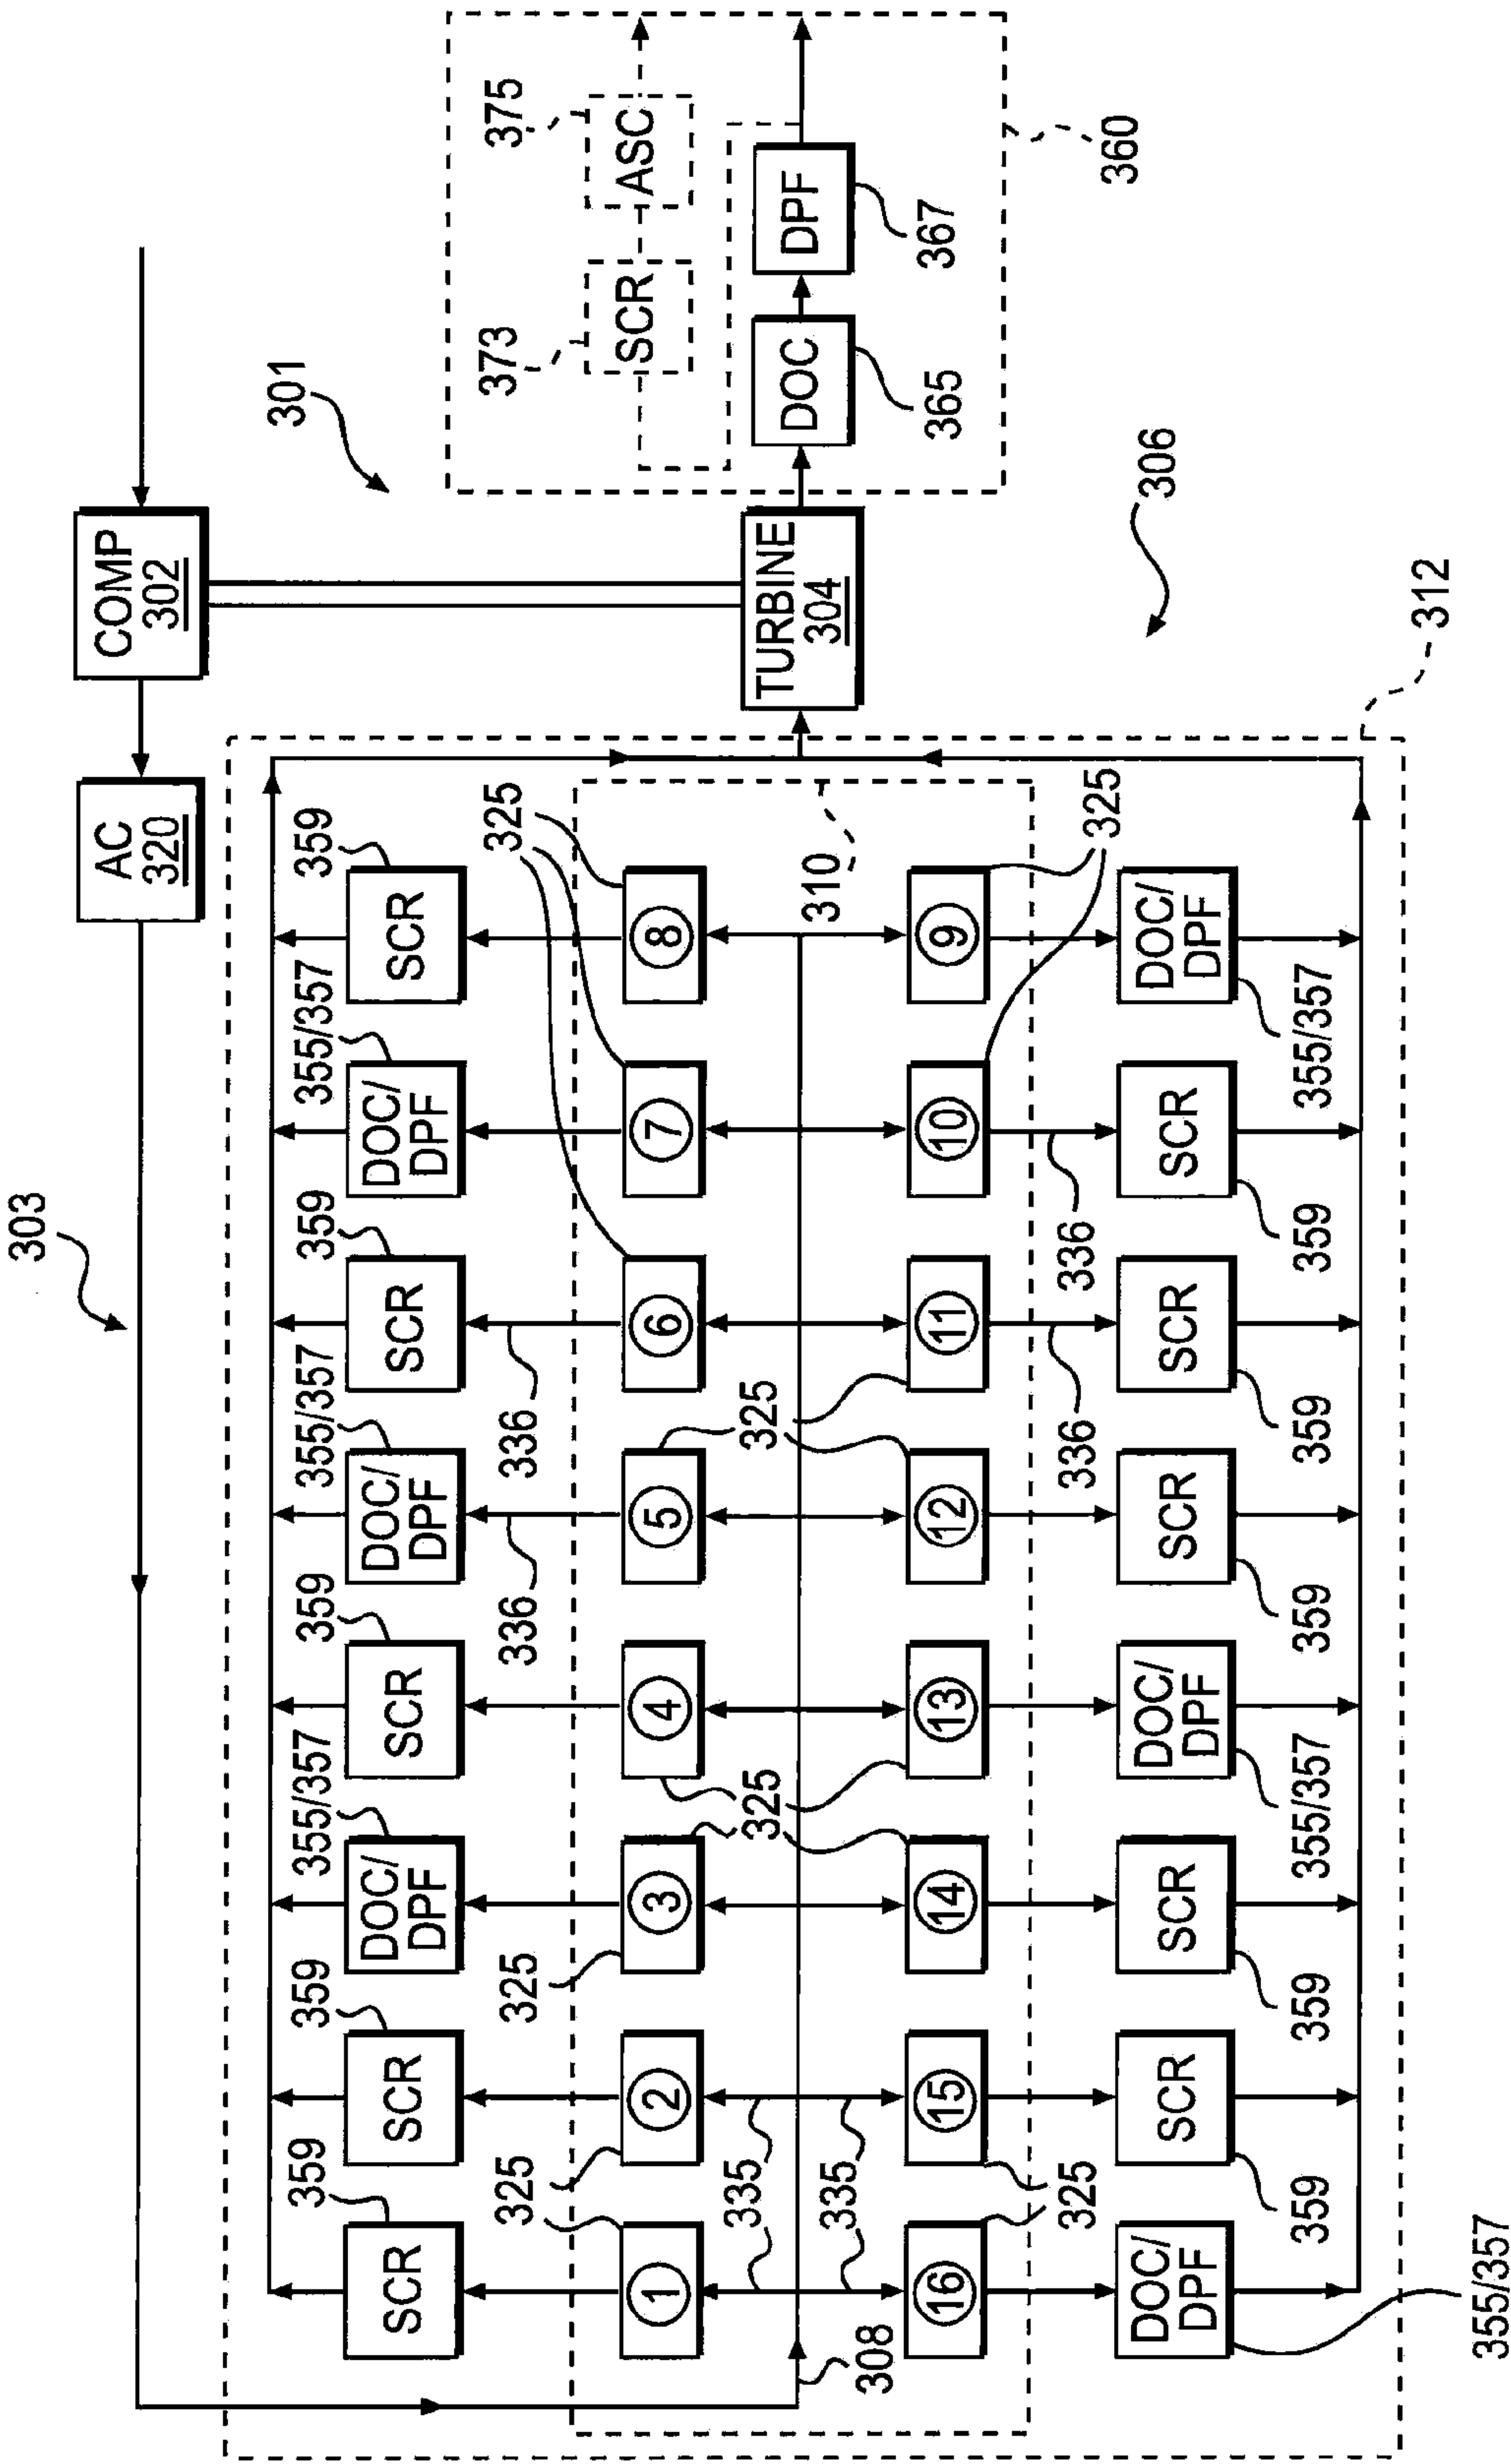 303
301
COMP
302
AC
320
375
ASC
373
SCR
DPF
367
DOC
365
360
TURBINE
304
306
312
359
359
355/357
359
355/357
359
355/357
359
SCR
SCR
DOC/
DPF
SCR
DOC/
DPF
SCR
DOC/
DPF
SCR
325
325
336
336
325
1
2
3
4
5
6
7
8
335
335
325
325
325
310
308
16
15
14
13
12
11
10
9
325
336
336
325
DOC/
DPF
SCR
SCR
DOC/
DPF
SCR
SCR
SCR
DOC/
DPF
355/357
359
359
355/357
359
359
359
355/357